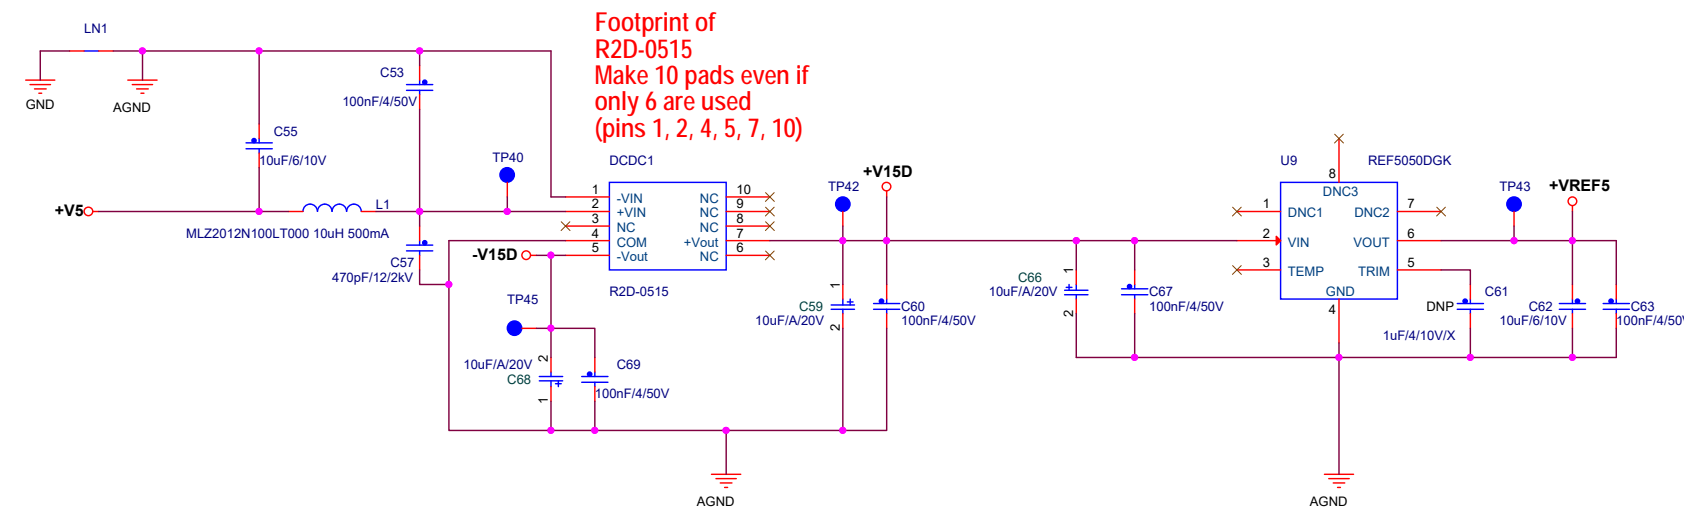 Footprint of
R2D-0515
Make 10 pads even if
only 6 are used
(pins 1, 2, 4, 5, 7, 10)
LN1
GND
AGND
C53
100nF/4/50V
C55
10uF/6/10V
+V5
L1
MLZ2012N100LT000 10uH 500mA
C57
470pF/12/2kV
TP40
DCDC1
1 -VIN NC 10
2 +VIN NC 9
3 NC NC 8
4 COM +Vout 7
5 -Vout NC 6
R2D-0515
-V15D
TP45
10uF/A/20V
C68
2
1
C69
100nF/4/50V
AGND
TP42
+V15D
1
C59
10uF/A/20V
2
C60
100nF/4/50V
C66
10uF/A/20V
1
2
C67
100nF/4/50V
U9
REF5050DGK
8
DNC3
1 DNC1 DNC2 7
2 VIN VOUT 6
3 TEMP TRIM 5
GND
4
AGND
TP43
+VREF5
C61
DNP
1uF/4/10V/X
C62
10uF/6/10V
C63
100nF/4/50V